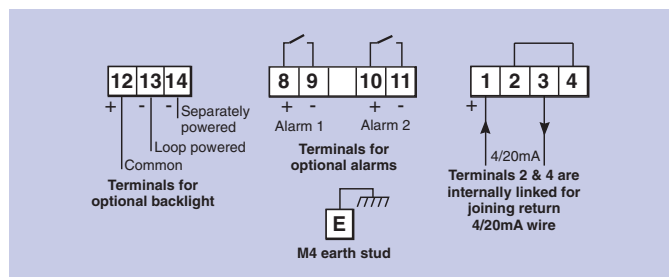 12 13 14
+ - -
Separately
powered
Loop powered
Common
Terminals for
optional backlight
8 9 10 11
+ - + -
Alarm 1 Alarm 2
Terminals for
optional alarms
E
M4 earth stud
1 2 3 4
+
4/20mA
Terminals 2 & 4 are
internally linked for
joining return
4/20mA wire